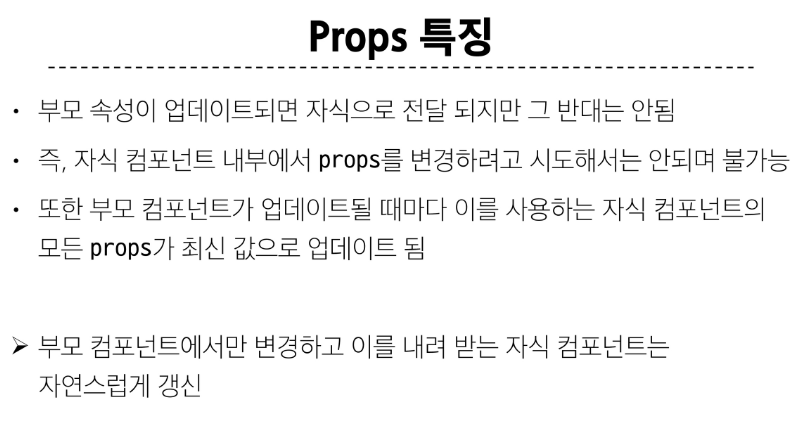 Props 특징
• 부모 속성이 업데이트되면 자식으로 전달 되지만 그 반대는 안됨
• 즉, 자식 컴포넌트 내부에서 props를 변경하려고 시도해서는 안되며 불가능
• 또한 부모 컴포넌트가 업데이트될 때마다 이를 사용하는 자식 컴포넌트의
모든 props가 최신 값으로 업데이트 됨
➢ 부모 컴포넌트에서만 변경하고 이를 내려 받는 자식 컴포넌트는
자연스럽게 갱신